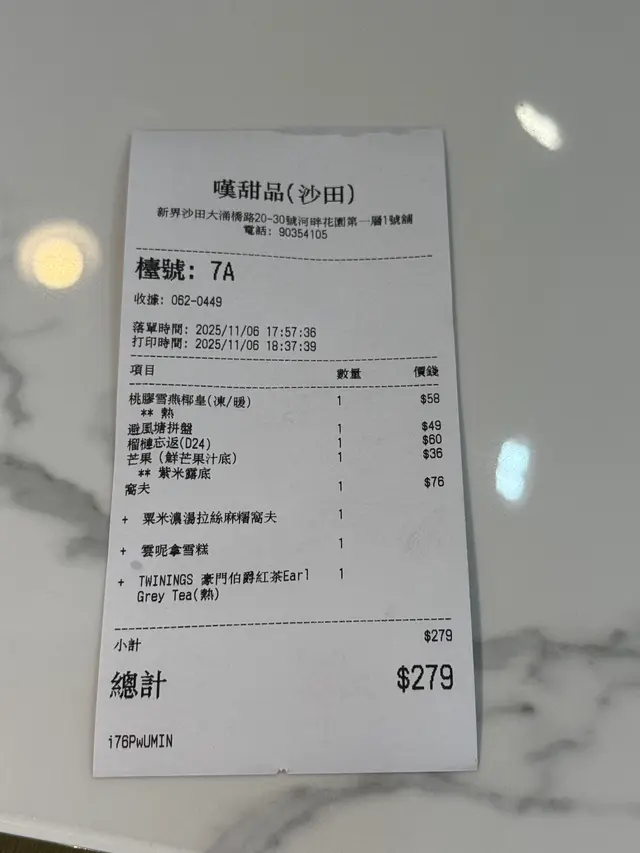 嘆甜品(沙田)
新界沙田大涌橋路20-30號河畔花園第一層1號舖
電話: 90354105
檯號: 7A
收據: 062-0449
落單時間: 2025/11/06 17:57:36
打印時間: 2025/11/06 18:37:39
項目 數量 價錢
桃膠雪燕椰皇(凍/暖) 1 $58
** 熱
避風塘拼盤 1 $49
榴槤忘返(D24) 1 $60
芒果 (鮮芒果汁底) 1 $36
** 紫米露底
窩夫 1 $76
+ 粟米濃湯拉絲麻糬窩夫 1
+ 雲呢拿雪糕 1
+ TWININGS 豪門伯爵紅茶Earl 1
Grey Tea(熱)
小計 $279
總計 $279
i76PwUMIN